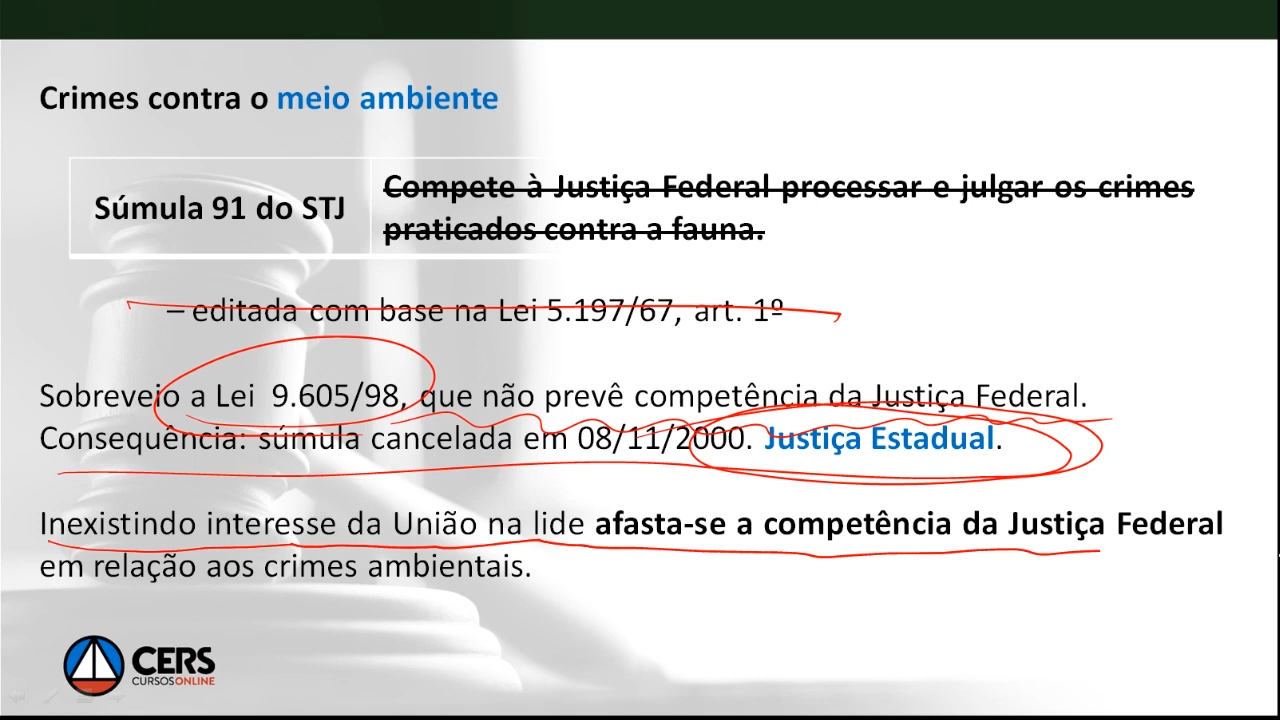 Crimes contra o meio ambiente
Súmula 91 do STJ
Compete à Justiça Federal processar e julgar os crimes
praticados contra a fauna.
– editada com base na Lei 5.197/67, art. 1º
Sobreveio a Lei 9.605/98, que não prevê competência da Justiça Federal.
Consequência: súmula cancelada em 08/11/2000. Justiça Estadual.
Inexistindo interesse da União na lide afasta-se a competência da Justiça Federal
em relação aos crimes ambientais.
CERS
CURSOS ONLINE